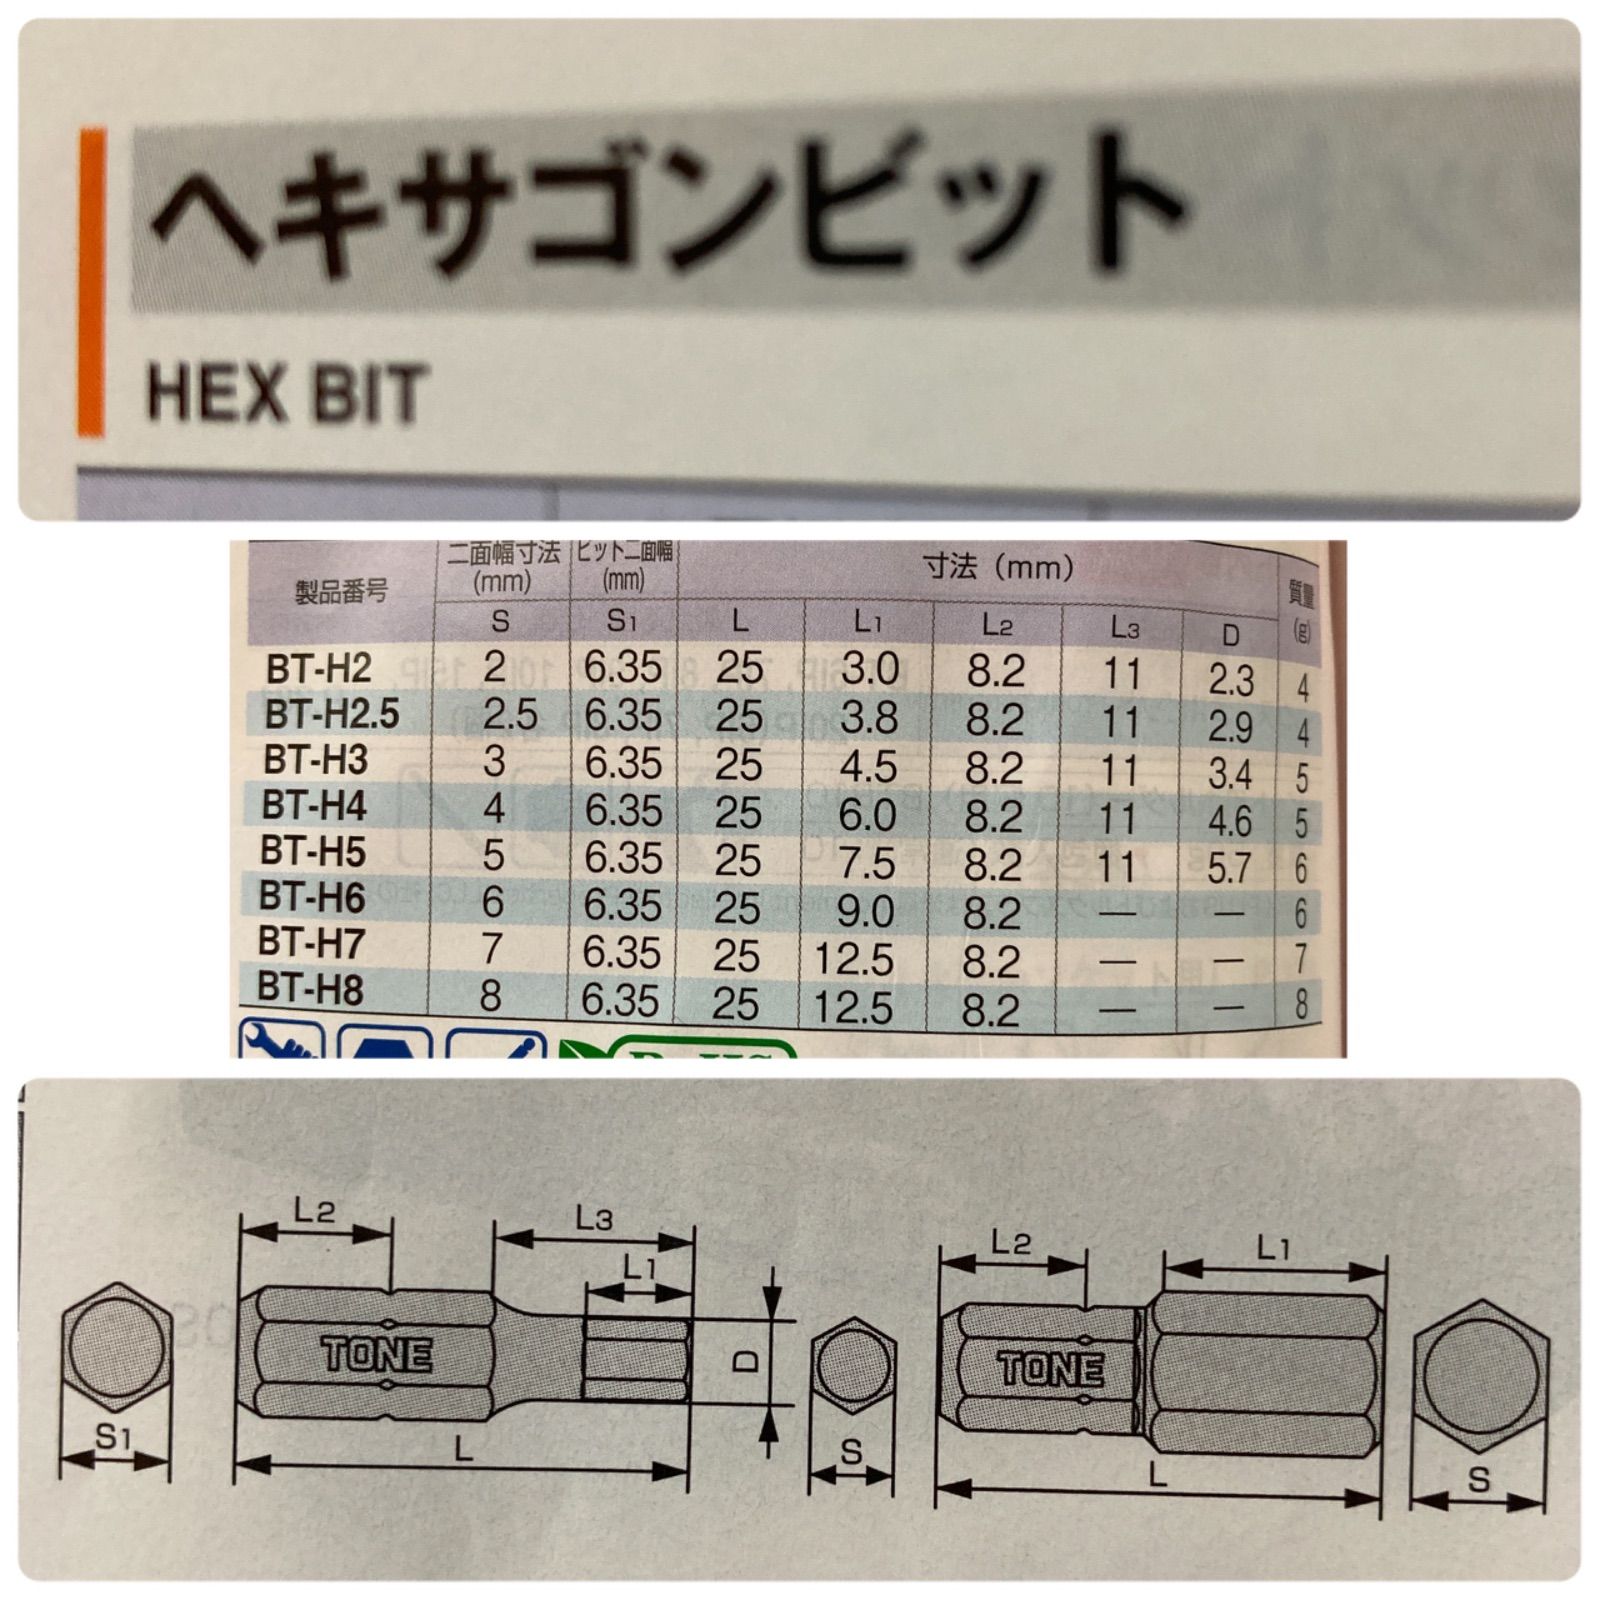 ヘキサゴンビット
HEX BIT
製品番号 二面幅寸法 (mm) ビット二面幅 (mm) 寸法 (mm) 質量 (g)
S S1 L L1 L2 L3 D
BT-H2 2 6.35 25 3.0 8.2 11 2.3 4
BT-H2.5 2.5 6.35 25 3.8 8.2 11 2.9 4
BT-H3 3 6.35 25 4.5 8.2 11 3.4 5
BT-H4 4 6.35 25 6.0 8.2 11 4.6 5
BT-H5 5 6.35 25 7.5 8.2 11 5.7 6
BT-H6 6 6.35 25 9.0 8.2 — — 6
BT-H7 7 6.35 25 12.5 8.2 — — 7
BT-H8 8 6.35 25 12.5 8.2 — — 8
L2 L3 L2 L1
L1
TONE D TONE
S1 L S L S